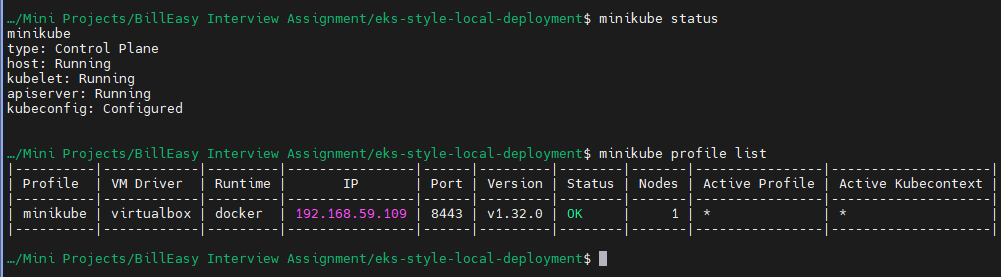 …/Mini Projects/BillEasy Interview Assignment/eks-style-local-deployment$ minikube status
minikube
type: Control Plane
host: Running
kubelet: Running
apiserver: Running
kubeconfig: Configured
…/Mini Projects/BillEasy Interview Assignment/eks-style-local-deployment$ minikube profile list
|----------|------------|---------|----------------|------|---------|--------|-------|----------------|--------------------|
| Profile | VM Driver | Runtime | IP | Port | Version | Status | Nodes | Active Profile | Active Kubecontext |
|----------|------------|---------|----------------|------|---------|--------|-------|----------------|--------------------|
| minikube | virtualbox | docker | 192.168.59.109 | 8443 | v1.32.0 | OK | 1 | * | * |
|----------|------------|---------|----------------|------|---------|--------|-------|----------------|--------------------|
…/Mini Projects/BillEasy Interview Assignment/eks-style-local-deployment$